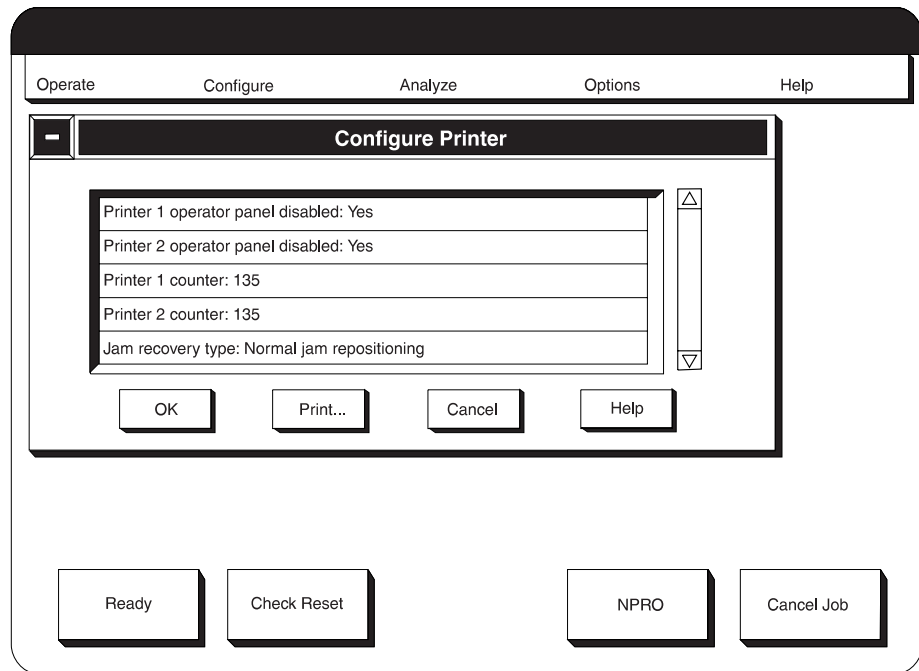 Operate Configure Analyze Options Help
Configure Printer
Printer 1 operator panel disabled: Yes
Printer 2 operator panel disabled: Yes
Printer 1 counter: 135
Printer 2 counter: 135
Jam recovery type: Normal jam repositioning
OK Print... Cancel Help
Ready Check Reset NPRO Cancel Job